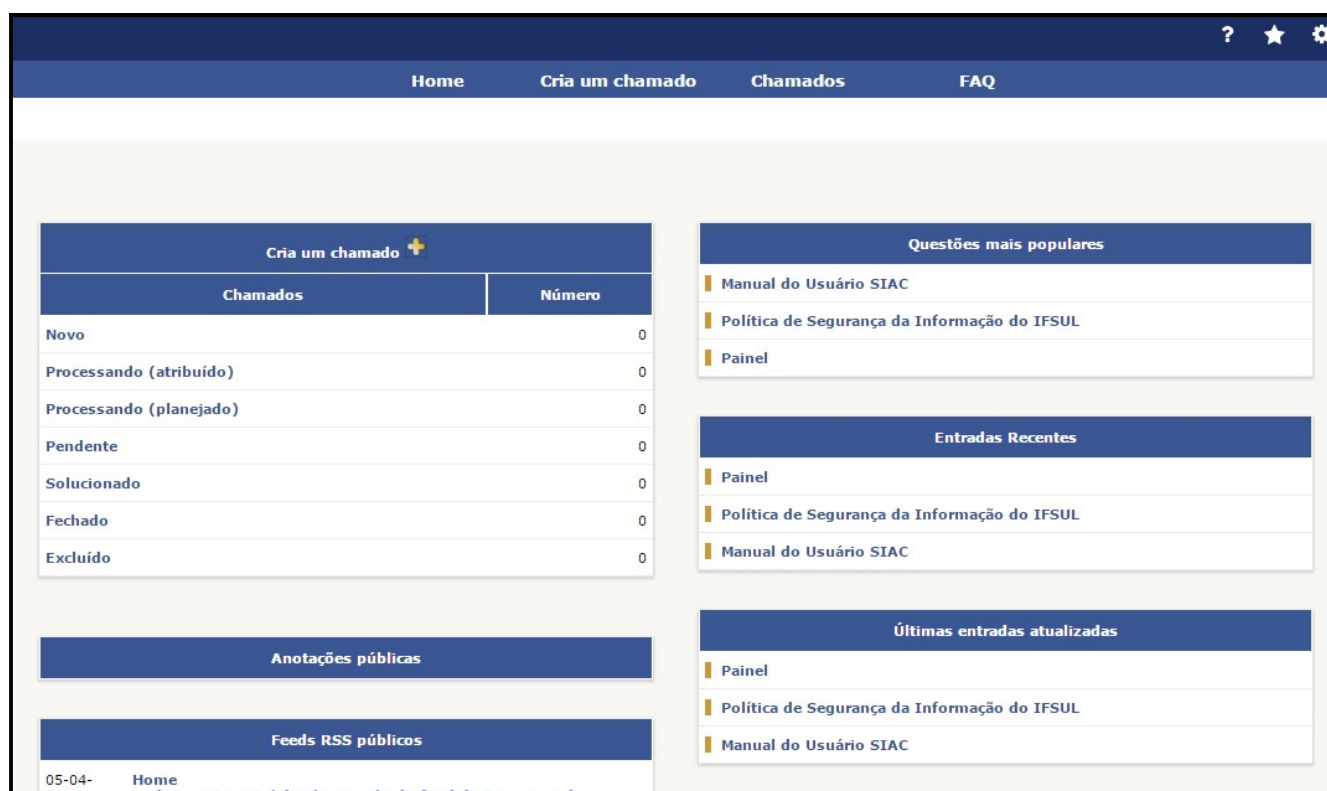 ?
Home Cria um chamado Chamados FAQ
Cria um chamado
Chamados Número
Novo 0
Processando (atribuído) 0
Processando (planejado) 0
Pendente 0
Solucionado 0
Fechado 0
Excluído 0
Anotações públicas
Feeds RSS públicos
05-04- Home
Questões mais populares
Manual do Usuário SIAC
Política de Segurança da Informação do IFSUL
Painel
Entradas Recentes
Painel
Política de Segurança da Informação do IFSUL
Manual do Usuário SIAC
Últimas entradas atualizadas
Painel
Política de Segurança da Informação do IFSUL
Manual do Usuário SIAC